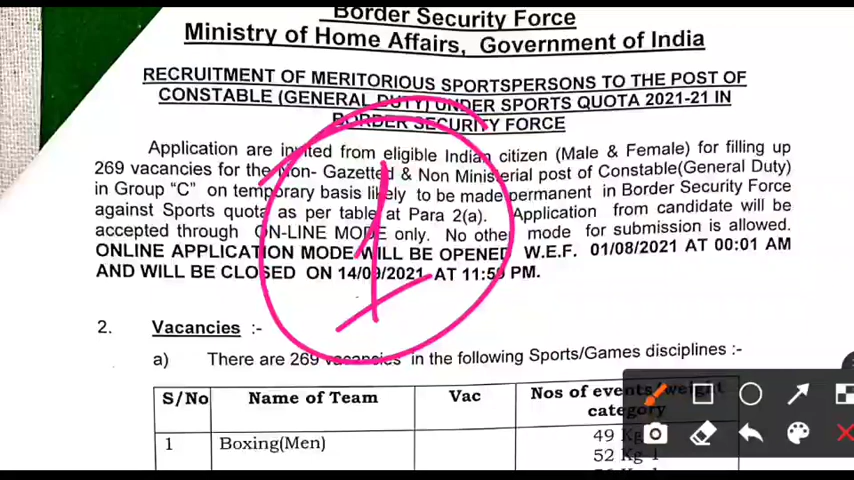 Border Security Force
Ministry of Home Affairs, Government of India
RECRUITMENT OF MERITORIOUS SPORTSPERSONS TO THE POST OF
CONSTABLE (GENERAL DUTY) UNDER SPORTS QUOTA 2021-21 IN
BORDER SECURITY FORCE
Application are invited from eligible Indian citizen (Male & Female) for filling up
269 vacancies for the Non- Gazetted & Non Ministerial post of Constable(General Duty)
in Group “C” on temporary basis likely to be made permanent in Border Security Force
against Sports quota as per table at Para 2(a). Application from candidate will be
accepted through ON-LINE MODE only. No other mode for submission is allowed.
ONLINE APPLICATION MODE WILL BE OPENED W.E.F. 01/08/2021 AT 00:01 AM
AND WILL BE CLOSED ON 14/09/2021 AT 11:59 PM.
1
2. Vacancies :-
a) There are 269 vacancies in the following Sports/Games disciplines :-
S/No Name of Team Vac Nos of events/weight
category
1 Boxing(Men) 49 Kg
52 Kg-1